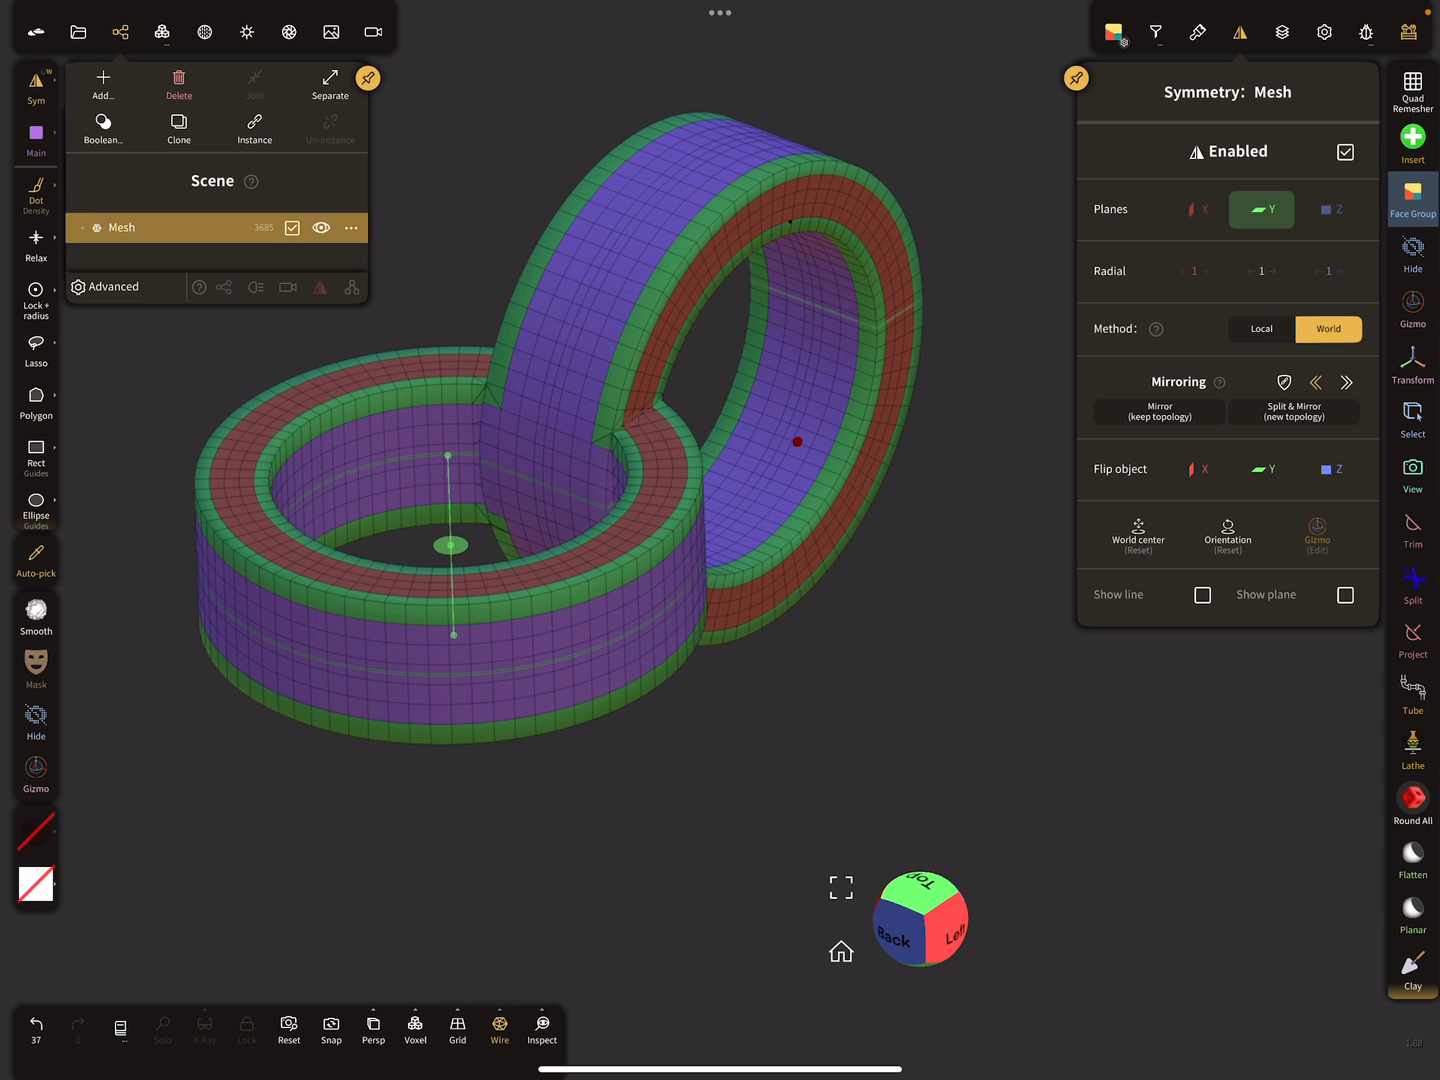 Add...
Delete
Join
Separate
Boolean...
Clone
Instance
Un-instance
Scene ?
Mesh 3685
Advanced ?
L/W
Sym
Main
Dot
Density
Relax
Lock +
radius
Lasso
Polygon
Rect
Guides
Ellipse
Guides
Auto-pick
Smooth
Mask
Hide
Gizmo
Symmetry: Mesh
Enabled
Planes X Y Z
Radial 1 1 1
Method: ? Local World
Mirroring ?
Mirror
(keep topology)
Split & Mirror
(new topology)
Flip object X Y Z
World center
(Reset)
Orientation
(Reset)
Gizmo
(Edit)
Show line
Show plane
Quad
Remesher
Insert
Face Group
Hide
Gizmo
Transform
Select
View
Trim
Split
Project
Tube
Lathe
Round All
Flatten
Planar
Clay
Top
Back
Left
37
0
Solo
X-Ray
Lock
Reset
Snap
Persp
Voxel
Grid
Wire
Inspect
1.88